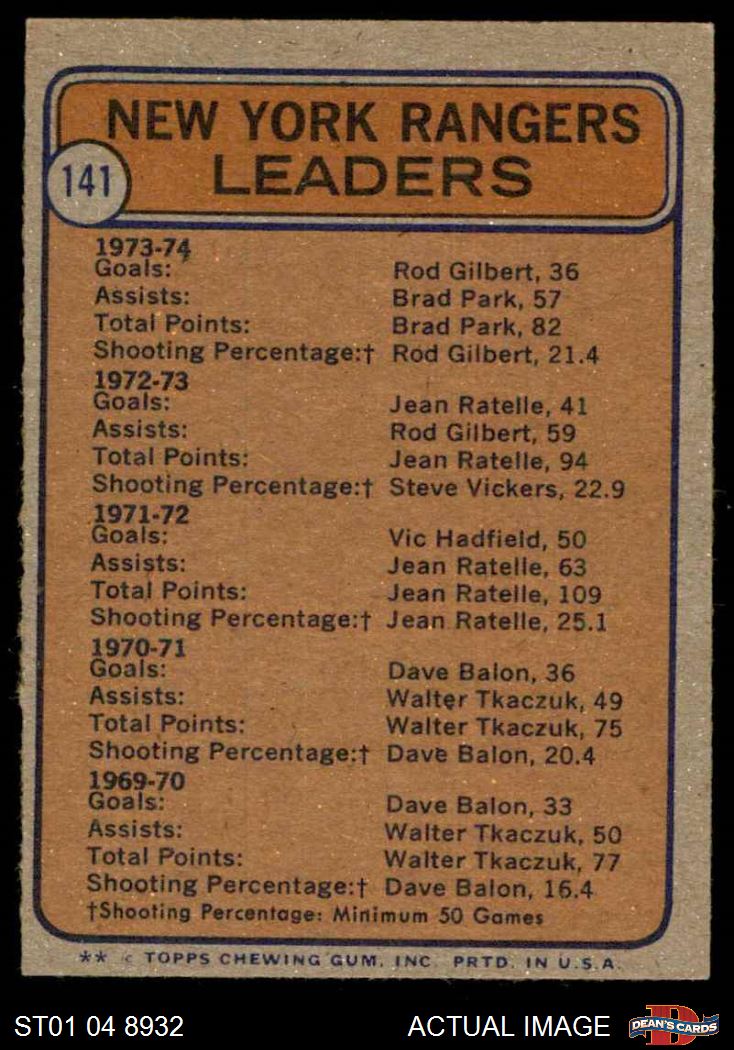 NEW YORK RANGERS
LEADERS
141
1973-74
Goals: Rod Gilbert, 36
Assists: Brad Park, 57
Total Points: Brad Park, 82
Shooting Percentage:† Rod Gilbert, 21.4
1972-73
Goals: Jean Ratelle, 41
Assists: Rod Gilbert, 59
Total Points: Jean Ratelle, 94
Shooting Percentage:† Steve Vickers, 22.9
1971-72
Goals: Vic Hadfield, 50
Assists: Jean Ratelle, 63
Total Points: Jean Ratelle, 109
Shooting Percentage:† Jean Ratelle, 25.1
1970-71
Goals: Dave Balon, 36
Assists: Walter Tkaczuk, 49
Total Points: Walter Tkaczuk, 75
Shooting Percentage:† Dave Balon, 20.4
1969-70
Goals: Dave Balon, 33
Assists: Walter Tkaczuk, 50
Total Points: Walter Tkaczuk, 77
Shooting Percentage:† Dave Balon, 16.4
†Shooting Percentage: Minimum 50 Games
** © TOPPS CHEWING GUM, INC. PRTD. IN U.S.A.
ST01 04 8932 ACTUAL IMAGE
D
DEAN'S CARDS